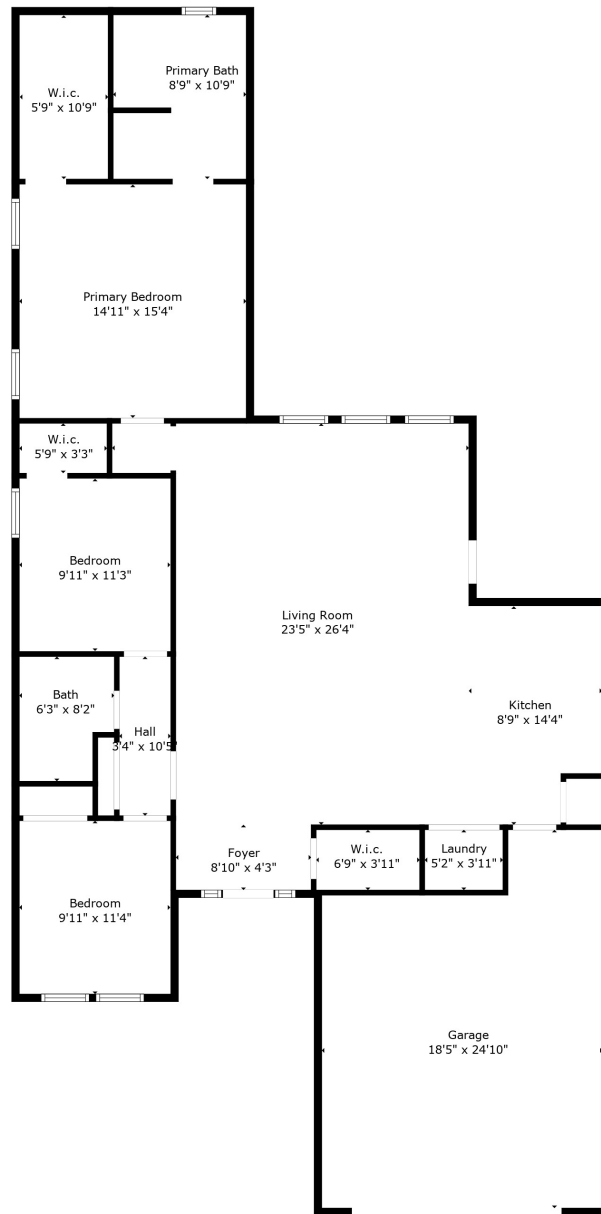 W.i.c.
5'9" x 10'9"
Primary Bath
8'9" x 10'9"
Primary Bedroom
14'11" x 15'4"
W.i.c.
5'9" x 3'3"
Bedroom
9'11" x 11'3"
Living Room
23'5" x 26'4"
Bath
6'3" x 8'2"
Hall
3'4" x 10'5"
Kitchen
8'9" x 14'4"
Foyer
8'10" x 4'3"
W.i.c.
6'9" x 3'11"
Laundry
5'2" x 3'11"
Bedroom
9'11" x 11'4"
Garage
18'5" x 24'10"